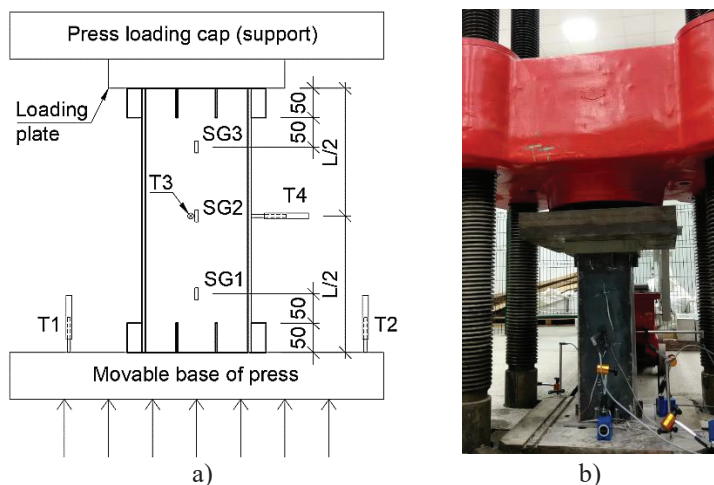 Press loading cap (support)
Loading
plate
50
50
SG3
L/2
T3
SG2
T4
SG1
50
L/2
T1
50
T2
Movable base of press
a)
b)